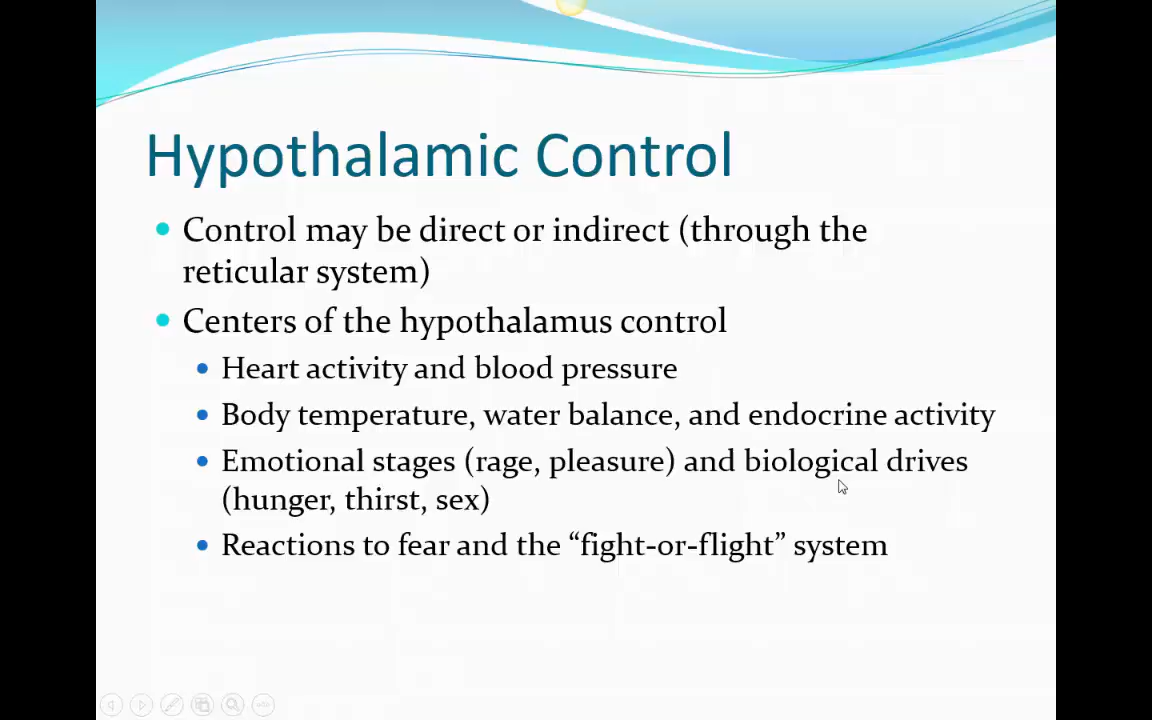 Hypothalamic Control
• Control may be direct or indirect (through the
reticular system)
• Centers of the hypothalamus control
• Heart activity and blood pressure
• Body temperature, water balance, and endocrine activity
• Emotional stages (rage, pleasure) and biological drives
(hunger, thirst, sex)
• Reactions to fear and the “fight-or-flight” system